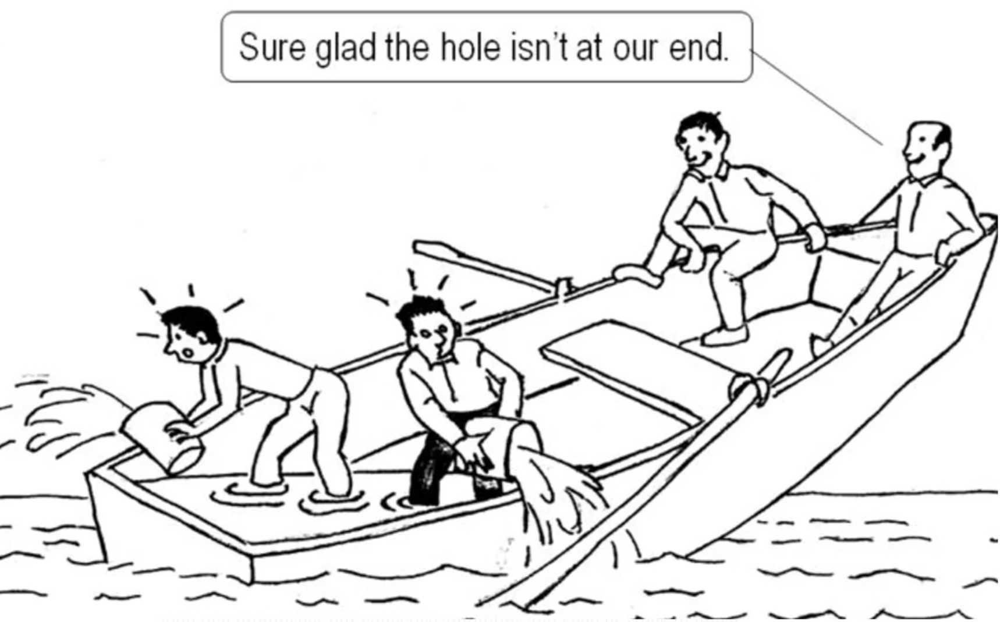 Sure glad the hole isn’t at our end.